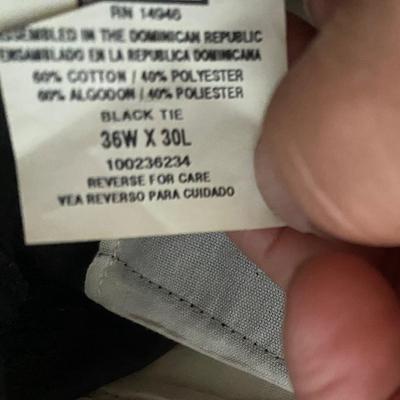 RN 14946
ASSEMBLED IN THE DOMINICAN REPUBLIC
ENSAMBLADO EN LA REPUBLICA DOMINICANA
60% COTTON / 40% POLYESTER
60% ALGODON / 40% POLIESTER
BLACK TIE
36W X 30L
100236234
REVERSE FOR CARE
VEA REVERSO PARA CUIDADO